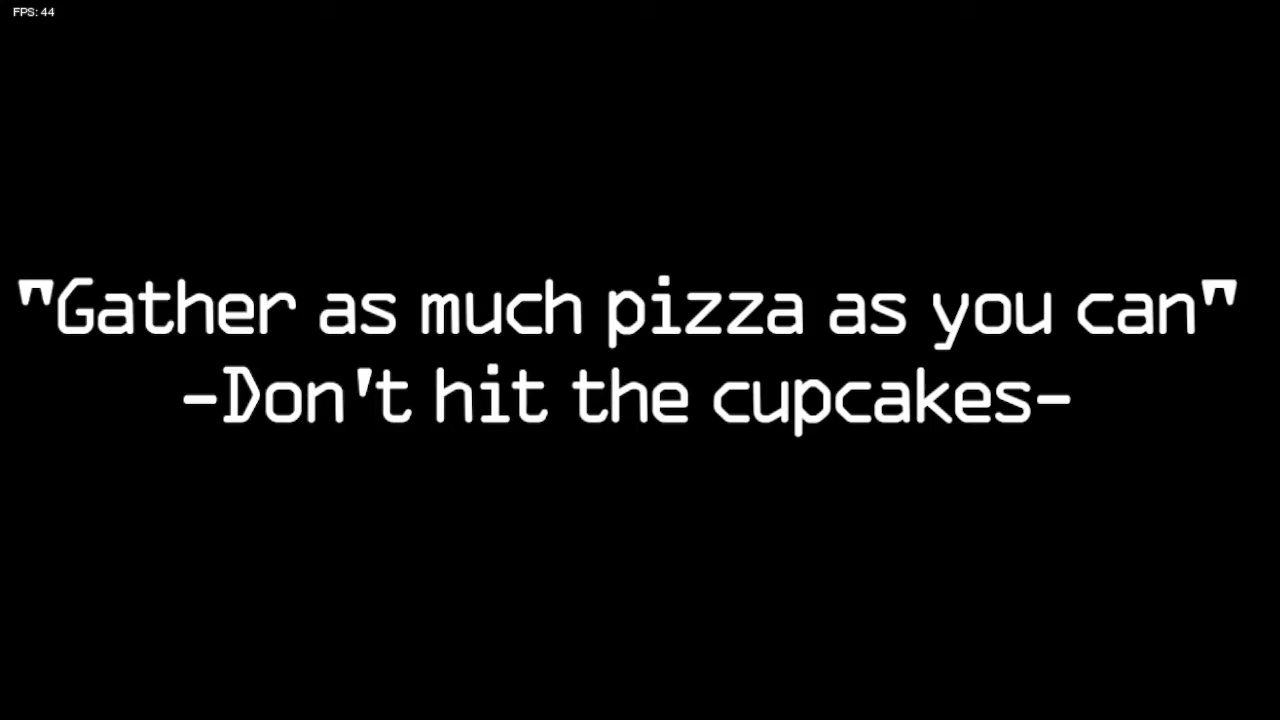 FPS: 44
"Gather as much pizza as you can"
-Don't hit the cupcakes-